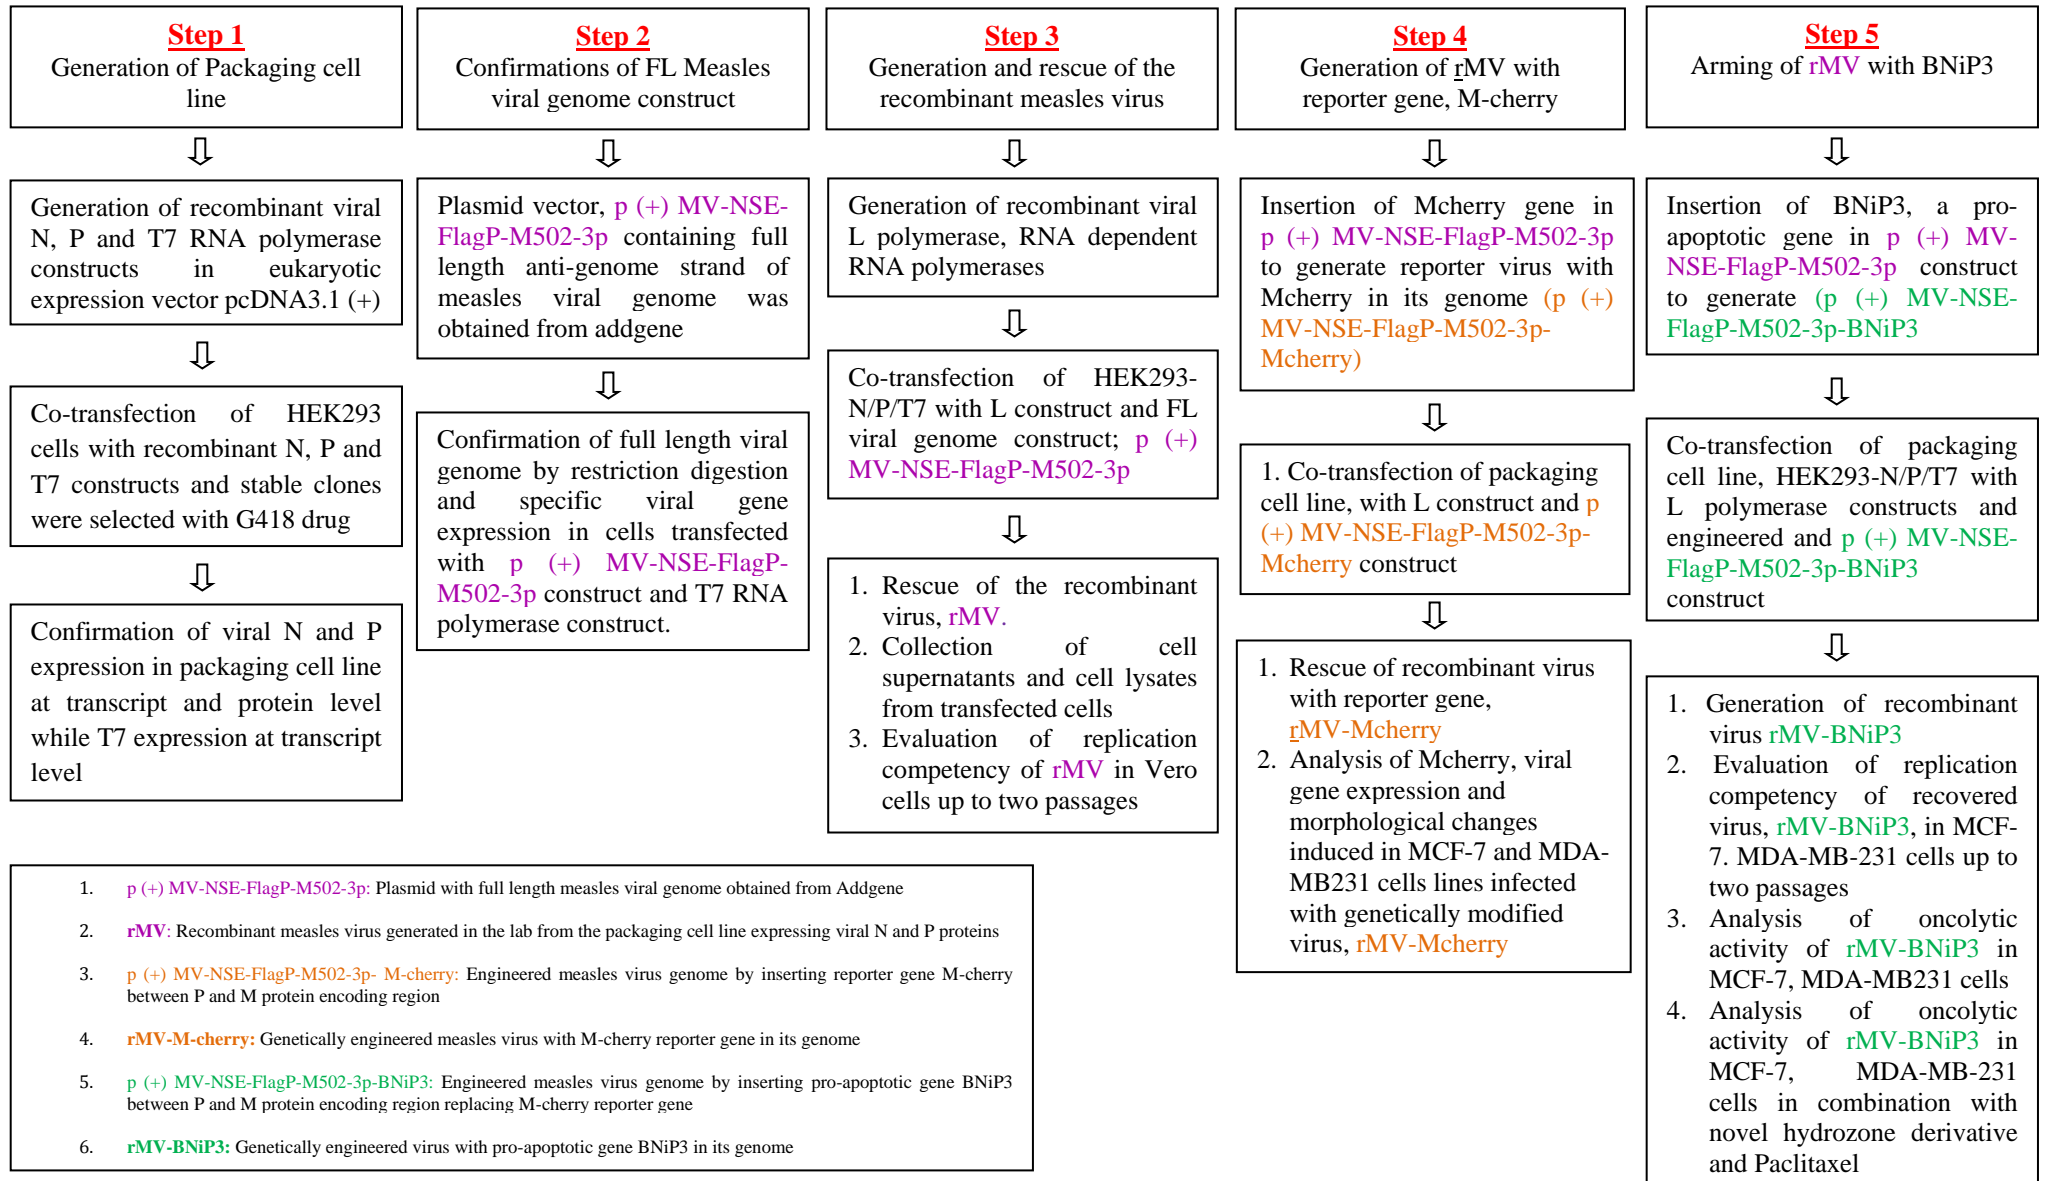 Step 1
Generation of Packaging cell
line
Generation of recombinant viral
N, P and T7 RNA polymerase
constructs in eukaryotic
expression vector pcDNA3.1 (+)
Co-transfection of HEK293
cells with recombinant N, P and
T7 constructs and stable clones
were selected with G418 drug
Confirmation of viral N and P
expression in packaging cell line
at transcript and protein level
while T7 expression at transcript
level
Step 2
Confirmations of FL Measles
viral genome construct
Plasmid vector, p (+) MV-NSE-
FlagP-M502-3p containing full
length anti-genome strand of
measles viral genome was
obtained from addgene
Confirmation of full length viral
genome by restriction digestion
and specific viral gene
expression in cells transfected
with p (+) MV-NSE-FlagP-
M502-3p construct and T7 RNA
polymerase construct.
Step 3
Generation and rescue of the
recombinant measles virus
Generation of recombinant viral
L polymerase, RNA dependent
RNA polymerases
Co-transfection of HEK293-
N/P/T7 with L construct and FL
viral genome construct; p (+)
MV-NSE-FlagP-M502-3p
1. Rescue of the recombinant
virus, rMV.
2. Collection of cell
supernatants and cell lysates
from transfected cells
3. Evaluation of replication
competency of rMV in Vero
cells up to two passages
Step 4
Generation of rMV with
reporter gene, M-cherry
Insertion of Mcherry gene in
p (+) MV-NSE-FlagP-M502-3p
to generate reporter virus with
Mcherry in its genome (p (+)
MV-NSE-FlagP-M502-3p-
Mcherry)
1. Co-transfection of packaging
cell line, with L construct and p
(+) MV-NSE-FlagP-M502-3p-
Mcherry construct
1. Rescue of recombinant virus
with reporter gene,
rMV-Mcherry
2. Analysis of Mcherry, viral
gene expression and
morphological changes
induced in MCF-7 and MDA-
MB231 cells lines infected
with genetically modified
virus, rMV-Mcherry
Step 5
Arming of rMV with BNiP3
Insertion of BNiP3, a pro-
apoptotic gene in p (+) MV-
NSE-FlagP-M502-3p construct
to generate (p (+) MV-NSE-
FlagP-M502-3p-BNiP3
Co-transfection of packaging
cell line, HEK293-N/P/T7 with
L polymerase constructs and
engineered and p (+) MV-NSE-
FlagP-M502-3p-BNiP3
construct
1. Generation of recombinant
virus rMV-BNiP3
2. Evaluation of replication
competency of recovered
virus, rMV-BNiP3, in MCF-
7. MDA-MB-231 cells up to
two passages
3. Analysis of oncolytic
activity of rMV-BNiP3 in
MCF-7, MDA-MB231 cells
4. Analysis of oncolytic
activity of rMV-BNiP3 in
MCF-7, MDA-MB-231
cells in combination with
novel hydrozone derivative
and Paclitaxel
1. p (+) MV-NSE-FlagP-M502-3p: Plasmid with full length measles viral genome obtained from Addgene
2. rMV: Recombinant measles virus generated in the lab from the packaging cell line expressing viral N and P proteins
3. p (+) MV-NSE-FlagP-M502-3p- M-cherry: Engineered measles virus genome by inserting reporter gene M-cherry
between P and M protein encoding region
4. rMV-M-cherry: Genetically engineered measles virus with M-cherry reporter gene in its genome
5. p (+) MV-NSE-FlagP-M502-3p-BNiP3: Engineered measles virus genome by inserting pro-apoptotic gene BNiP3
between P and M protein encoding region replacing M-cherry reporter gene
6. rMV-BNiP3: Genetically engineered virus with pro-apoptotic gene BNiP3 in its genome